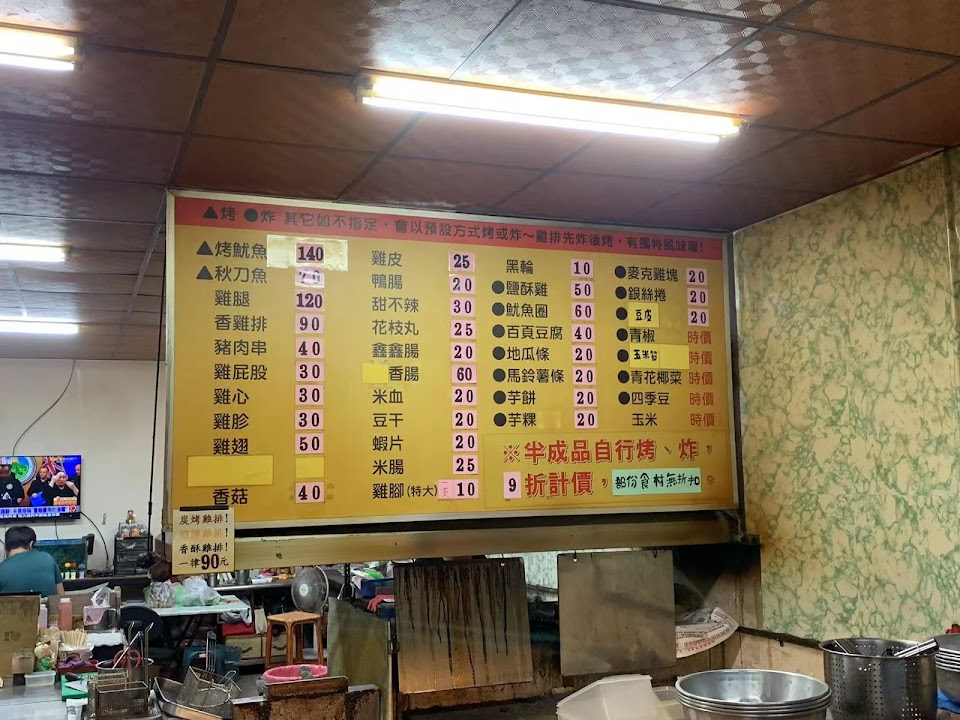 ▲烤 ●炸 其它如不指定，會以預設方式烤或炸～雞排先炸後烤，有獨特風味喔!
▲烤魷魚 140
▲秋刀魚
雞腿 120
香雞排 90
豬肉串 40
雞屁股 30
雞心 30
雞胗 30
雞翅 50
香菇 40
雞皮 25
鴨腸 20
甜不辣 30
花枝丸 25
鑫鑫腸 20
香腸 60
米血 20
豆干 20
蝦片 20
米腸 25
雞腳(特大) 一支 10
黑輪 10
●鹽酥雞 50
●魷魚圈 60
●百頁豆腐 40
●地瓜條 20
●馬鈴薯條 20
●芋餅 20
●芋粿 20
●麥克雞塊 20
●銀絲捲 20
●豆皮 20
●青椒 時價
●玉米筍 時價
●青花椰菜 時價
●四季豆 時價
玉米 時價
※半成品自行烤、炸，
9折計價，部份食材無折扣。
炭烤雞排!
香酥雞排!
一律90元